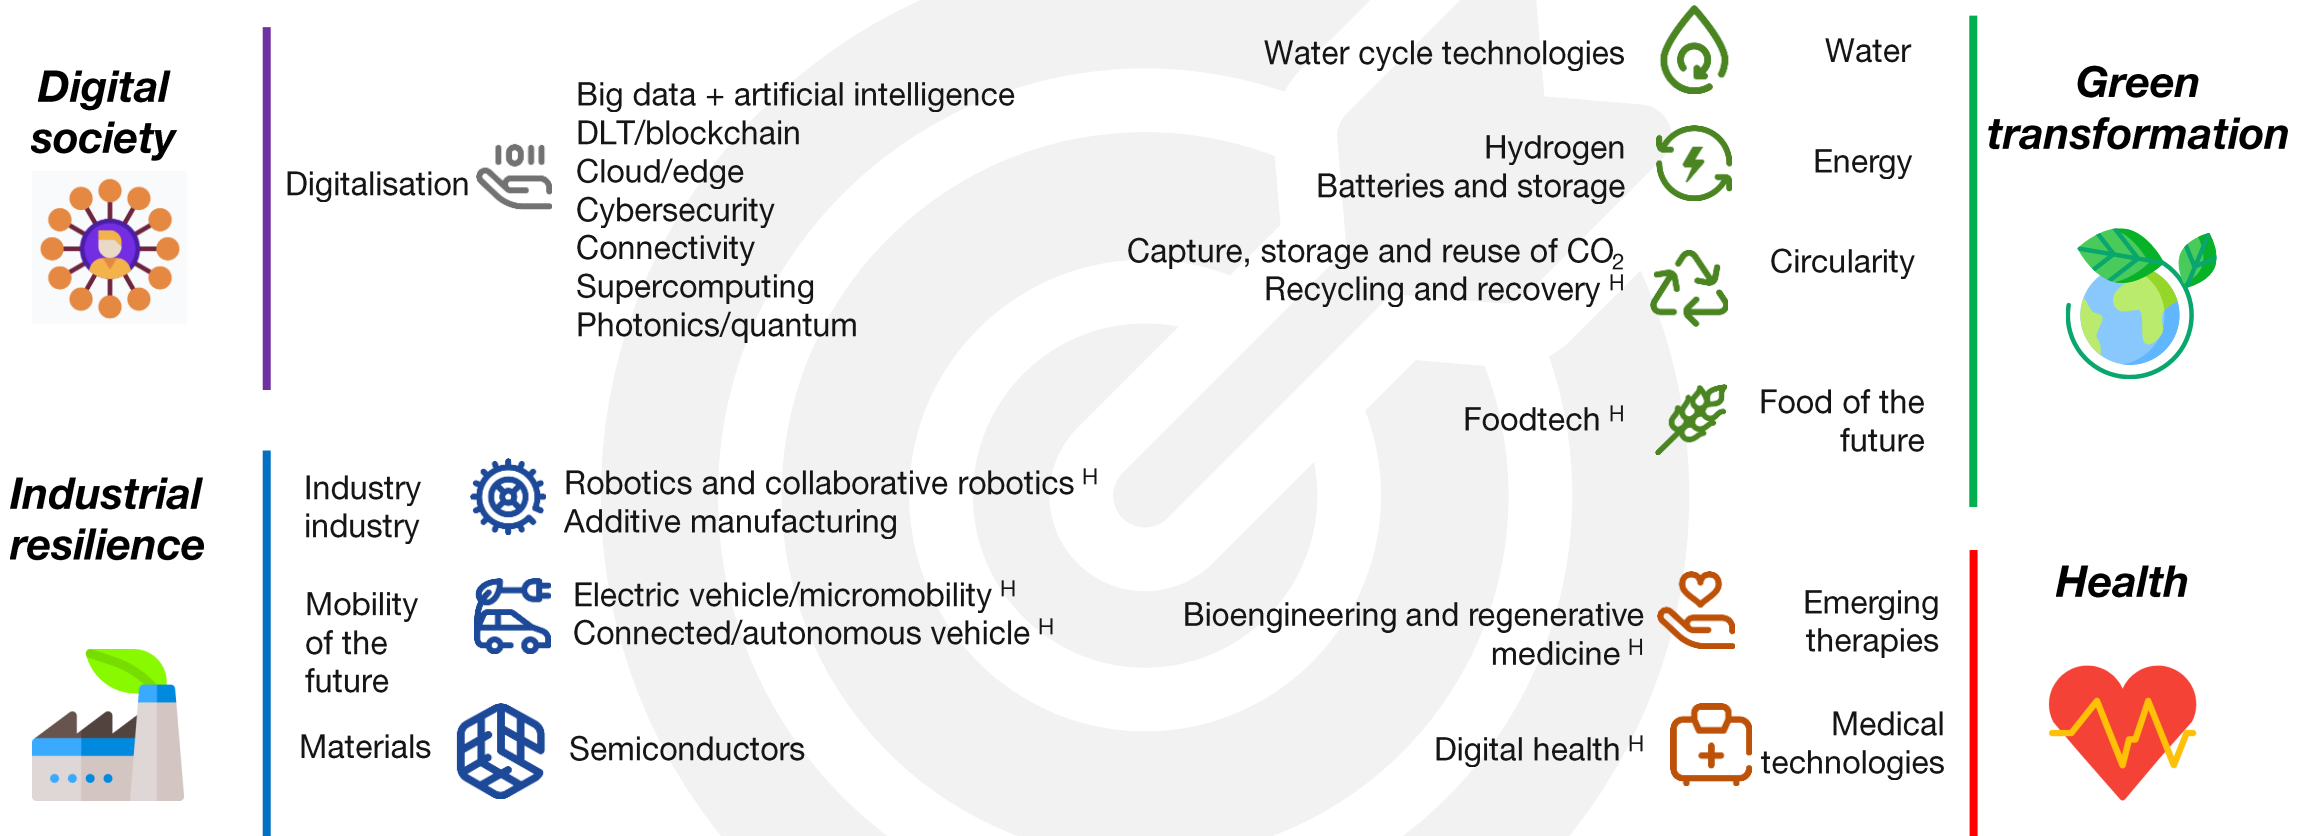 Digital
society
Digitalisation
1011
Big data + artificial intelligence
DLT/blockchain
Cloud/edge
Cybersecurity
Connectivity
Supercomputing
Photonics/quantum
Industrial
resilience
Industry
industry
Robotics and collaborative robotics H
Additive manufacturing
Mobility
of the
future
Electric vehicle/micromobility H
Connected/autonomous vehicle H
Materials
Semiconductors
Water cycle technologies
Water
Hydrogen
Batteries and storage
Energy
Capture, storage and reuse of CO₂
Recycling and recovery H
Circularity
Foodtech H
Food of the
future
Green
transformation
Bioengineering and regenerative
medicine H
Emerging
therapies
Digital health H
Medical
technologies
Health